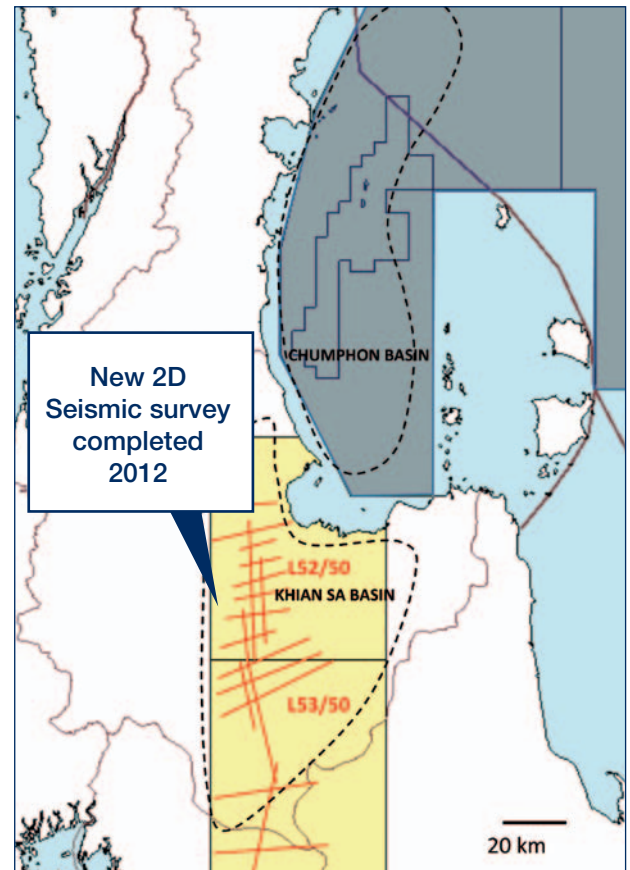 CHUMPHON BASIN
New 2D
Seismic survey
completed
2012
L52/50
KHIAN SA BASIN
L53/50
20 km